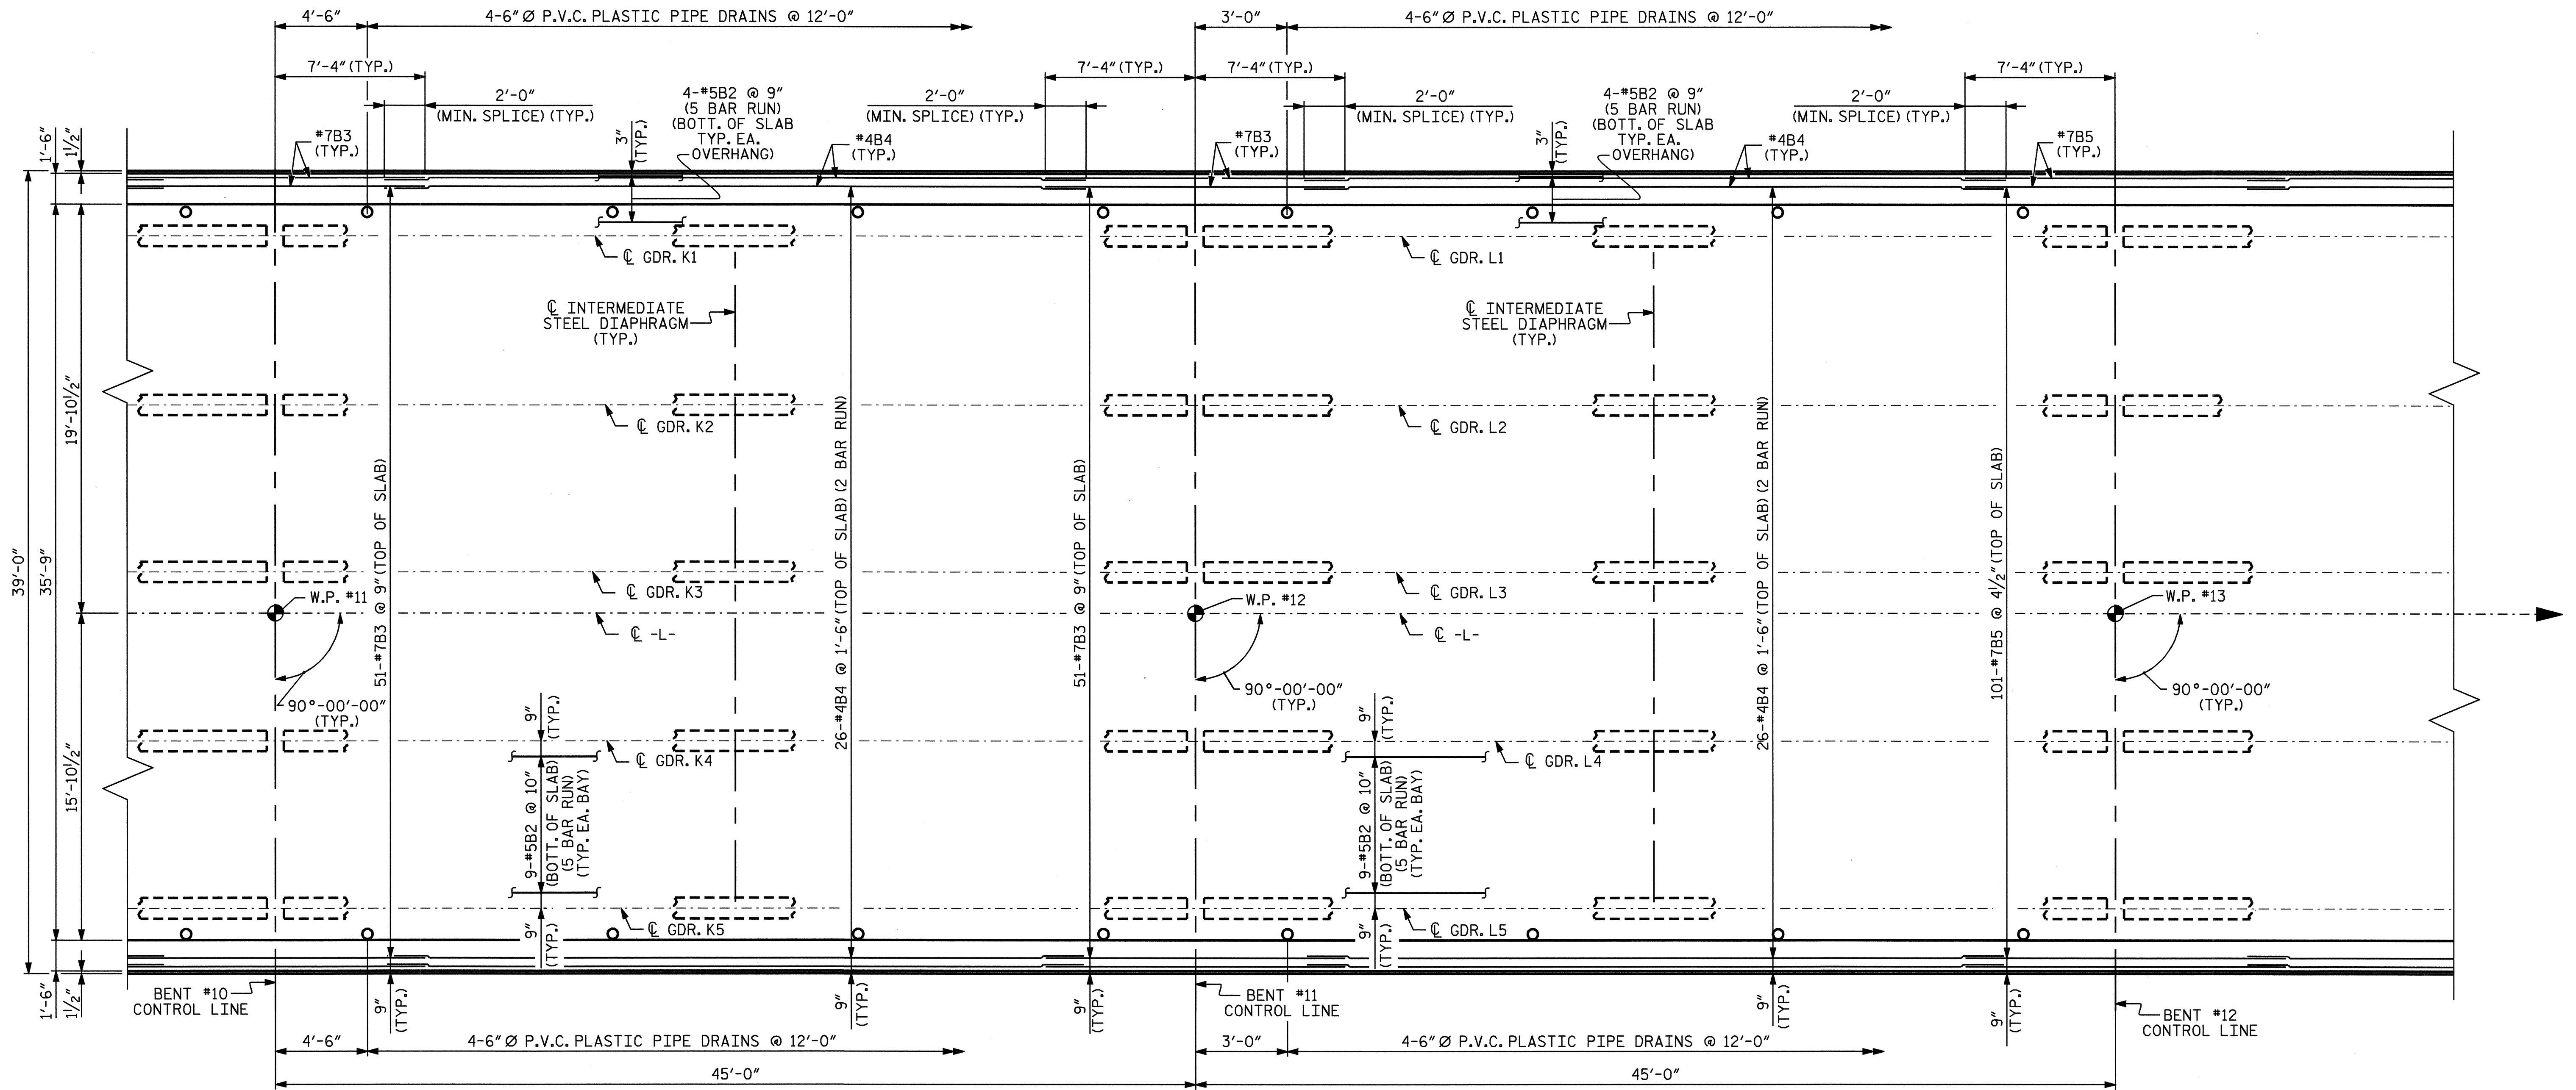 4'-6"
4-6" Ø P.V.C. PLASTIC PIPE DRAINS @ 12'-0"
3'-0"
4-6" Ø P.V.C. PLASTIC PIPE DRAINS @ 12'-0"
7'-4" (TYP.)
7'-4" (TYP.)
7'-4" (TYP.)
7'-4" (TYP.)
2'-0"
(MIN. SPLICE) (TYP.)
4-#5B2 @ 9"
(5 BAR RUN)
(BOTT. OF SLAB
TYP. EA.
OVERHANG)
2'-0"
(MIN. SPLICE) (TYP.)
2'-0"
(MIN. SPLICE) (TYP.)
4-#5B2 @ 9"
(5 BAR RUN)
(BOTT. OF SLAB
TYP. EA.
OVERHANG)
2'-0"
(MIN. SPLICE) (TYP.)
1'-6"
1½"
#7B3
(TYP.)
3"
(TYP.)
#4B4
(TYP.)
#7B3
(TYP.)
3"
(TYP.)
#4B4
(TYP.)
#7B5
(TYP.)
℄ GDR. K1
℄ GDR. L1
℄ INTERMEDIATE
STEEL DIAPHRAGM
(TYP.)
℄ INTERMEDIATE
STEEL DIAPHRAGM
(TYP.)
39'-0"
35'-9"
19'-10½"
15'-10½"
℄ GDR. K2
℄ GDR. L2
51-#7B3 @ 9" (TOP OF SLAB)
26-#4B4 @ 1'-6" (TOP OF SLAB) (2 BAR RUN)
51-#7B3 @ 9" (TOP OF SLAB)
26-#4B4 @ 1'-6" (TOP OF SLAB) (2 BAR RUN)
101-#7B5 @ 4½" (TOP OF SLAB)
℄ GDR. K3
℄ GDR. L3
W.P. #11
W.P. #12
W.P. #13
℄ -L-
℄ -L-
90°-00'-00"
(TYP.)
90°-00'-00"
(TYP.)
90°-00'-00"
(TYP.)
9"
(TYP.)
9"
(TYP.)
℄ GDR. K4
℄ GDR. L4
9-#5B2 @ 10"
(BOTT. OF SLAB)
(5 BAR RUN)
(TYP. EA. BAY)
9-#5B2 @ 10"
(BOTT. OF SLAB)
(5 BAR RUN)
(TYP. EA. BAY)
9"
(TYP.)
9"
(TYP.)
℄ GDR. K5
℄ GDR. L5
1'-6"
1½"
BENT #10
CONTROL LINE
9"
(TYP.)
9"
(TYP.)
9"
(TYP.)
BENT #11
CONTROL LINE
9"
(TYP.)
9"
(TYP.)
BENT #12
CONTROL LINE
4'-6"
4-6" Ø P.V.C. PLASTIC PIPE DRAINS @ 12'-0"
3'-0"
4-6" Ø P.V.C. PLASTIC PIPE DRAINS @ 12'-0"
45'-0"
45'-0"